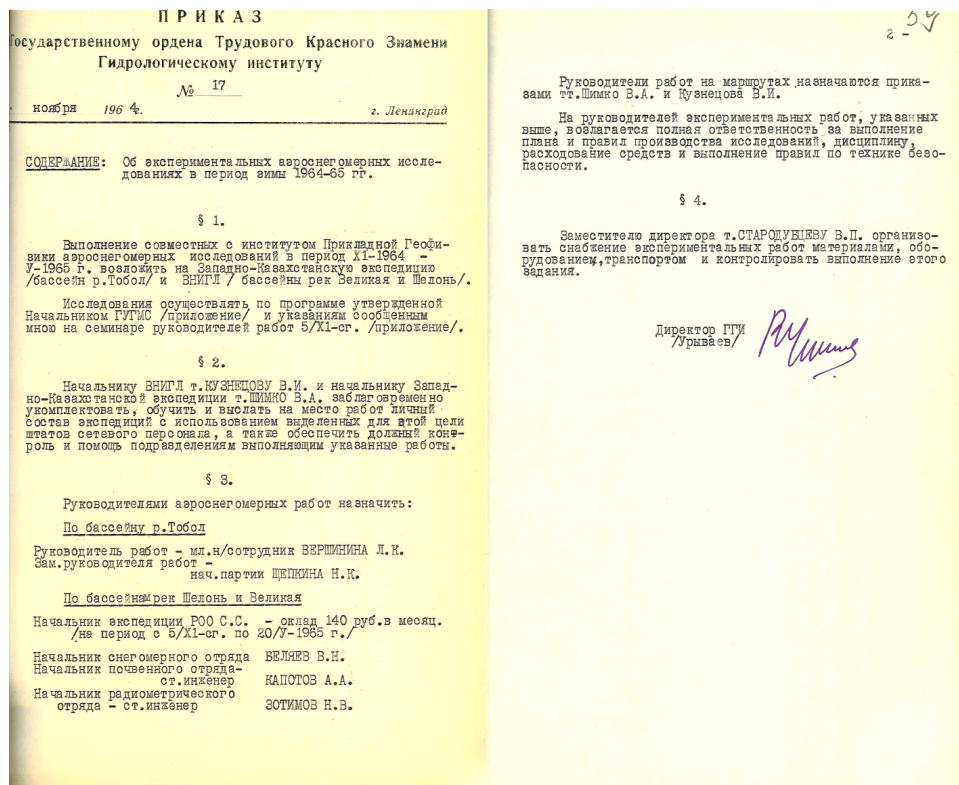 ПРИКАЗ
Государственному ордена Трудового Красного Знамени
Гидрологическому институту
№ 17
ноября 1964. г. Ленинград
СОДЕРЖАНИЕ: Об экспериментальных аэроснегомерных иссле-
дованиях в период зимы 1964-65 гг.
§ 1.
Выполнение совместных с институтом Прикладной Геофи-
зики аэроснегомерных исследований в период Х1-1964 -
У-1965 г. возложить на Западно-Казахстанскую экспедицию
/бассейн р.Тобол/ и ВНИГЛ / бассейны рек Великая и Шелонь/.
Исследования осуществлять по программе утвержденной
Начальником ГУГМС /приложение/ и указаниям сообщенным
мною на семинаре руководителей работ 5/Х1-сг. /приложение/.
§ 2.
Начальнику ВНИГЛ т.КУЗНЕЦОВУ В.И. и начальнику Запад-
но-Казахстанской экспедиции т.ШИМКО В.А. заблаговременно
укомплектовать, обучить и выслать на место работ личный
состав экспедиций с использованием выделенных для этой цели
штатов сетевого персонала, а также обеспечить должный конт-
роль и помощь подразделениям выполняющим указанные работы.
§ 3.
Руководителями аэроснегомерных работ назначить:
По бассейну р.Тобол
Руководитель работ - мл.н/сотрудник ВЕРШИНИНА Л.К.
Зам.руководителя работ -
нач.партии ЩЕПКИНА Н.К.
По бассейнам рек Шелонь и Великая
Начальник экспедиции РОО С.С. - оклад 140 руб.в месяц.
/на период с 5/Х1-сг. по 20/У-1965 г./
Начальник снегомерного отряда БЕЛЯЕВ В.Н.
Начальник почвенного отряда-
ст.инженер КАПОТОВ А.А.
Начальник радиометрического
отряда - ст.инженер ЗОТИМОВ Н.В.
2 -
Руководители работ на маршрутах назначаются прика-
зами тт.Шимко В.А. и Кузнецова В.И.
На руководителей экспериментальных работ, указанных
выше, возлагается полная ответственность за выполнение
плана и правил производства исследований, дисциплину,
расходование средств и выполнение правил по технике безо-
пасности.
§ 4.
Заместителю директора т.СТАРОДУБЦЕВУ В.П. организо-
вать снабжение экспериментальных работ материалами, обо-
рудованием,транспортом и контролировать выполнение этого
задания.
Директор ГГИ
/Урываев/